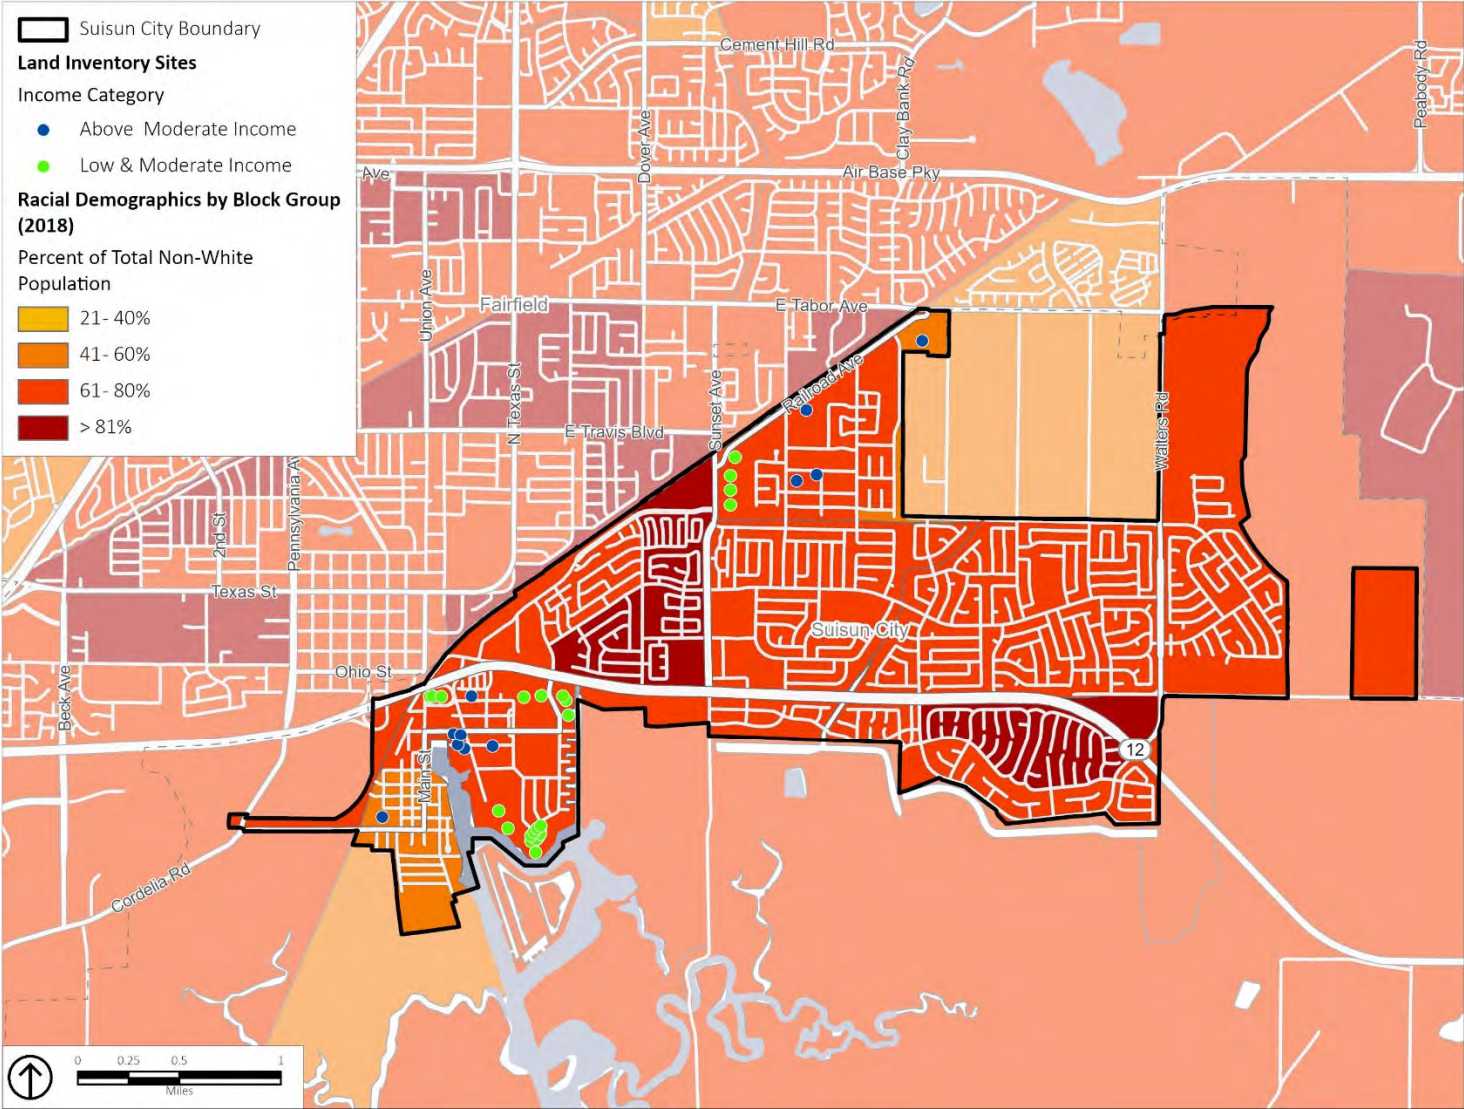 Suisun City Boundary
Land Inventory Sites
Income Category
Above Moderate Income
Low & Moderate Income
Racial Demographics by Block Group
(2018)
Percent of Total Non-White
Population
21- 40%
41- 60%
61- 80%
> 81%
Cement Hill Rd
Clay Bank Rd
Peabody Rd
Dover Ave
Ave
Air Base Pky
Union Ave
Fairfield
E Tabor Ave
Railroad Ave
N Texas St
Sunset Ave
E Travis Blvd
Walters Rd
Pennsylvania Av
2nd St
Texas St
Suisun City
Ohio St
Beck Ave
Main St
12
Cordelia Rd
0 0.25 0.5 1
Miles